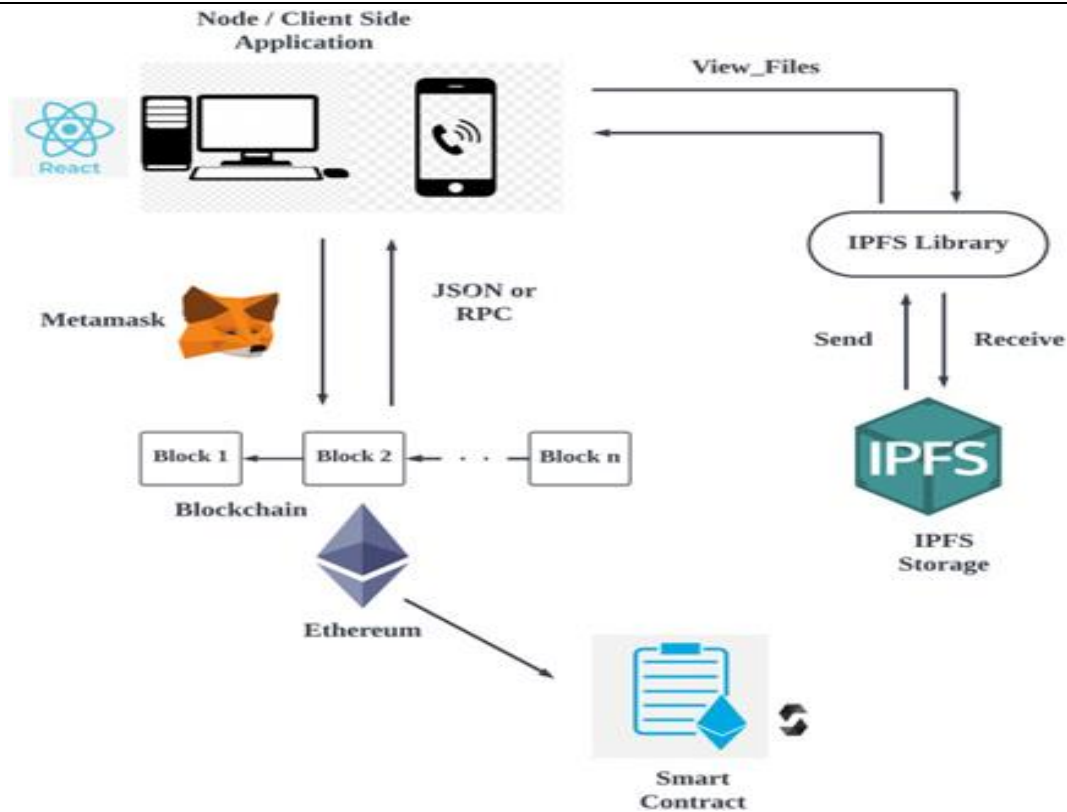 Node / Client Side
Application
View_Files
React
IPFS Library
JSON or
RPC
Metamask
Send
Receive
Block 1
Block 2
. .
Block n
IPFS
Blockchain
IPFS
Storage
Ethereum
Smart
Contract